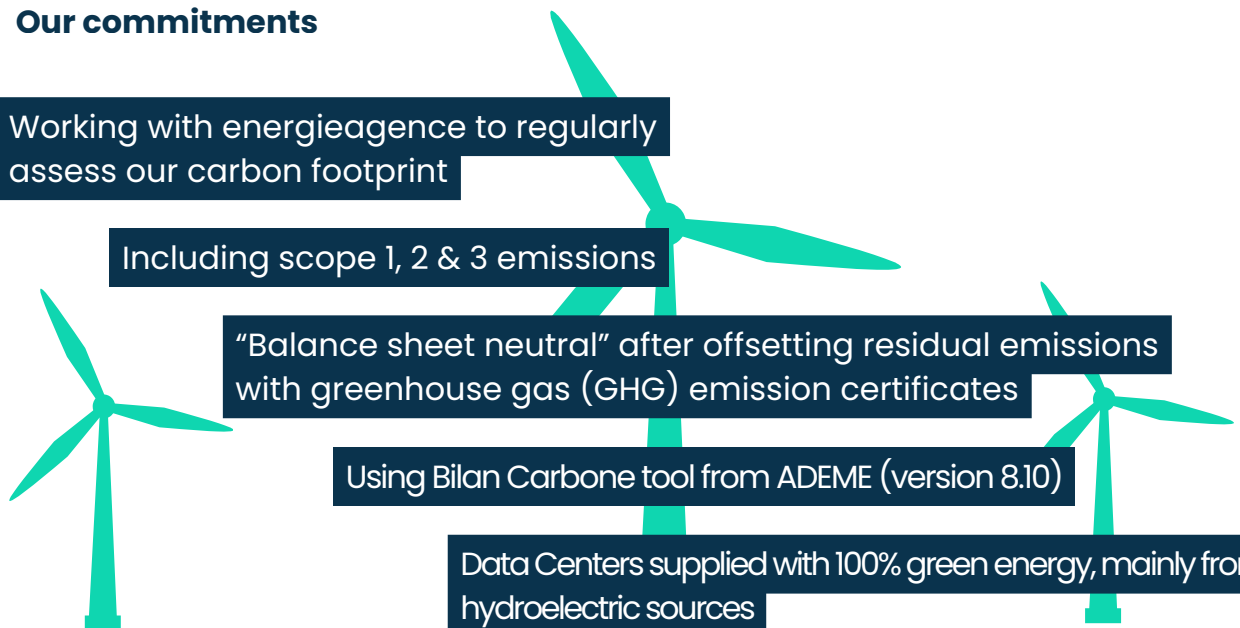 Our commitments
Working with energieagence to regularly
assess our carbon footprint
Including scope 1, 2 & 3 emissions
“Balance sheet neutral” after offsetting residual emissions
with greenhouse gas (GHG) emission certificates
Using Bilan Carbone tool from ADEME (version 8.10)
Data Centers supplied with 100% green energy, mainly from
hydroelectric sources